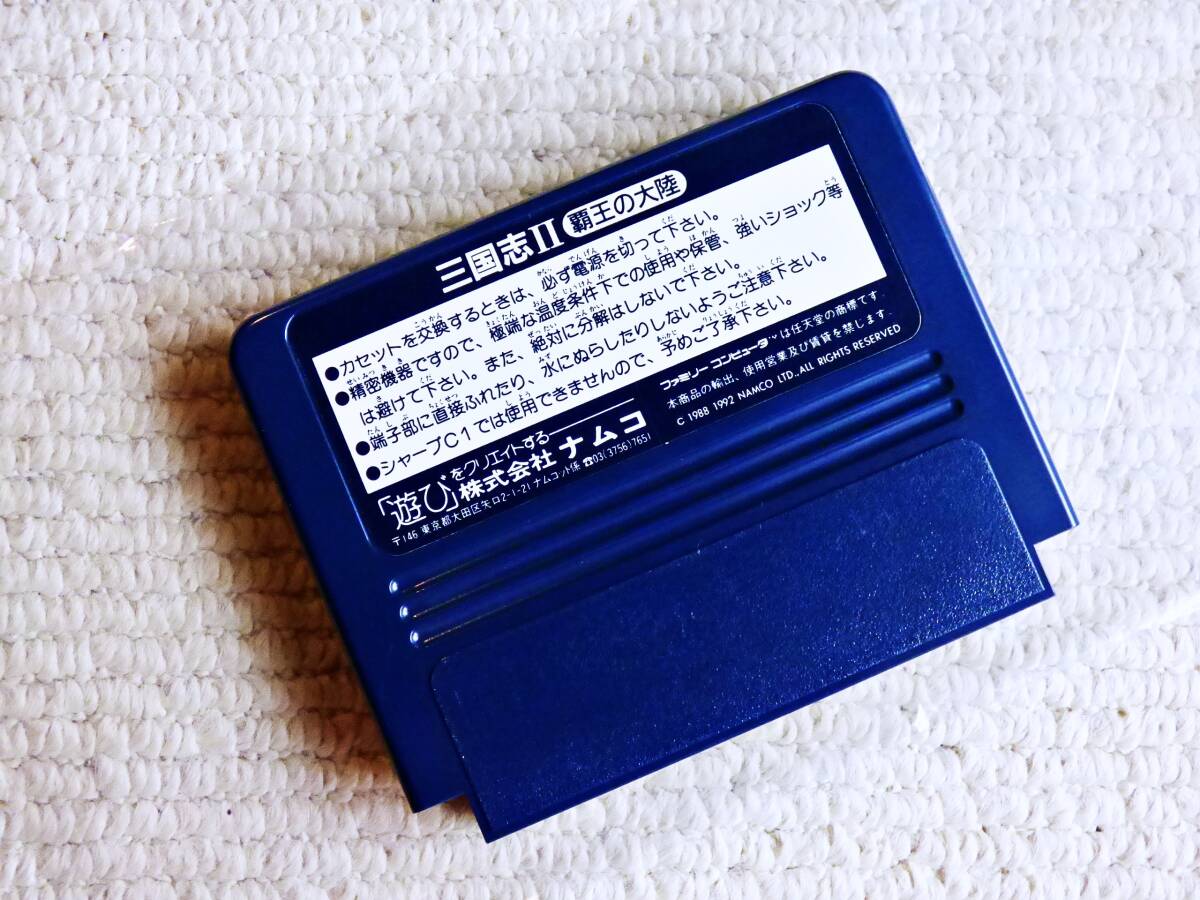 三国志II 覇王の大陸
●カセットを交換するときは、必ず電源を切って下さい。
●精密機器ですので、極端な温度条件下での使用や保管、強いショック等
は避けて下さい。また、絶対に分解はしないで下さい。
●端子部に直接ふれたり、水にぬらしたりしないようご注意下さい。
●シャープC1では使用できませんので、予めご了承下さい。
「遊び」をクリエイトする
株式会社ナムコ
〒146 東京都大田区矢口2-1-21 ナムコット係 ☎03(3756)7651
ファミリーコンピュータ™は任天堂の商標です.
本商品の輸出、使用営業及び賃貸を禁します.
© 1988 1992 NAMCO LTD., ALL RIGHTS RESERVED